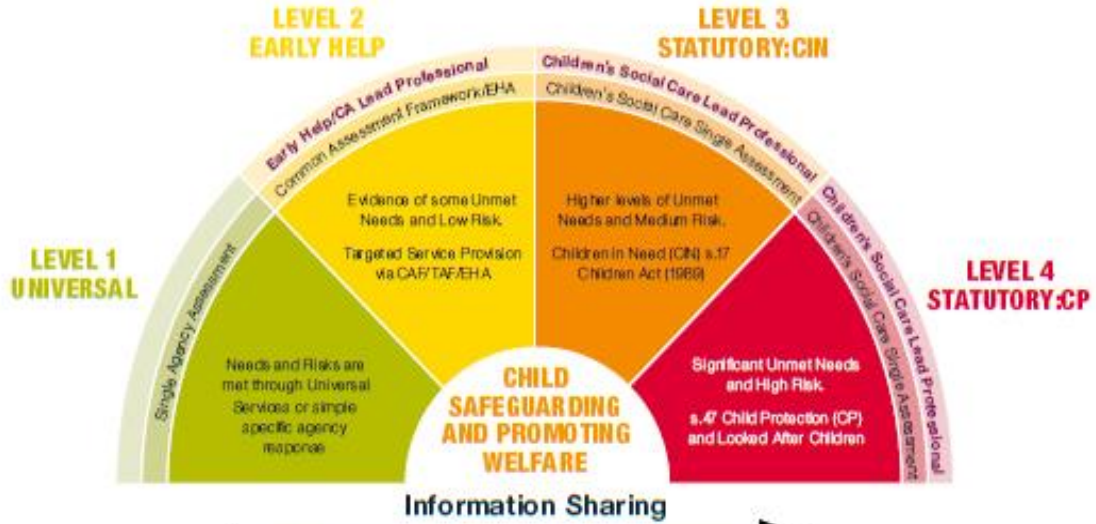 LEVEL 1
UNIVERSAL
Single Agency Assessment
Needs and Risks are
met through Universal
Services or simple
specific agency
response
LEVEL 2
EARLY HELP
Early Help/CA Lead Professional
Common Assessment Framework/EHA
Evidence of some Unmet
Needs and Low Risk.
Targeted Service Provision
via CAF/TAF/EHA
LEVEL 3
STATUTORY:CIN
Children's Social Care Lead Professional
Children's Social Care Single Assessment
Higher levels of Unmet
Needs and Medium Risk.
Children in Need (CIN) s.17
Children Act (1989)
LEVEL 4
STATUTORY:CP
Children's Social Care Lead Professional
Children's Social Care Single Assessment
Significant Unmet Needs
and High Risk.
s.47 Child Protection (CP)
and Looked After Children
CHILD
SAFEGUARDING
AND PROMOTING
WELFARE
Information Sharing